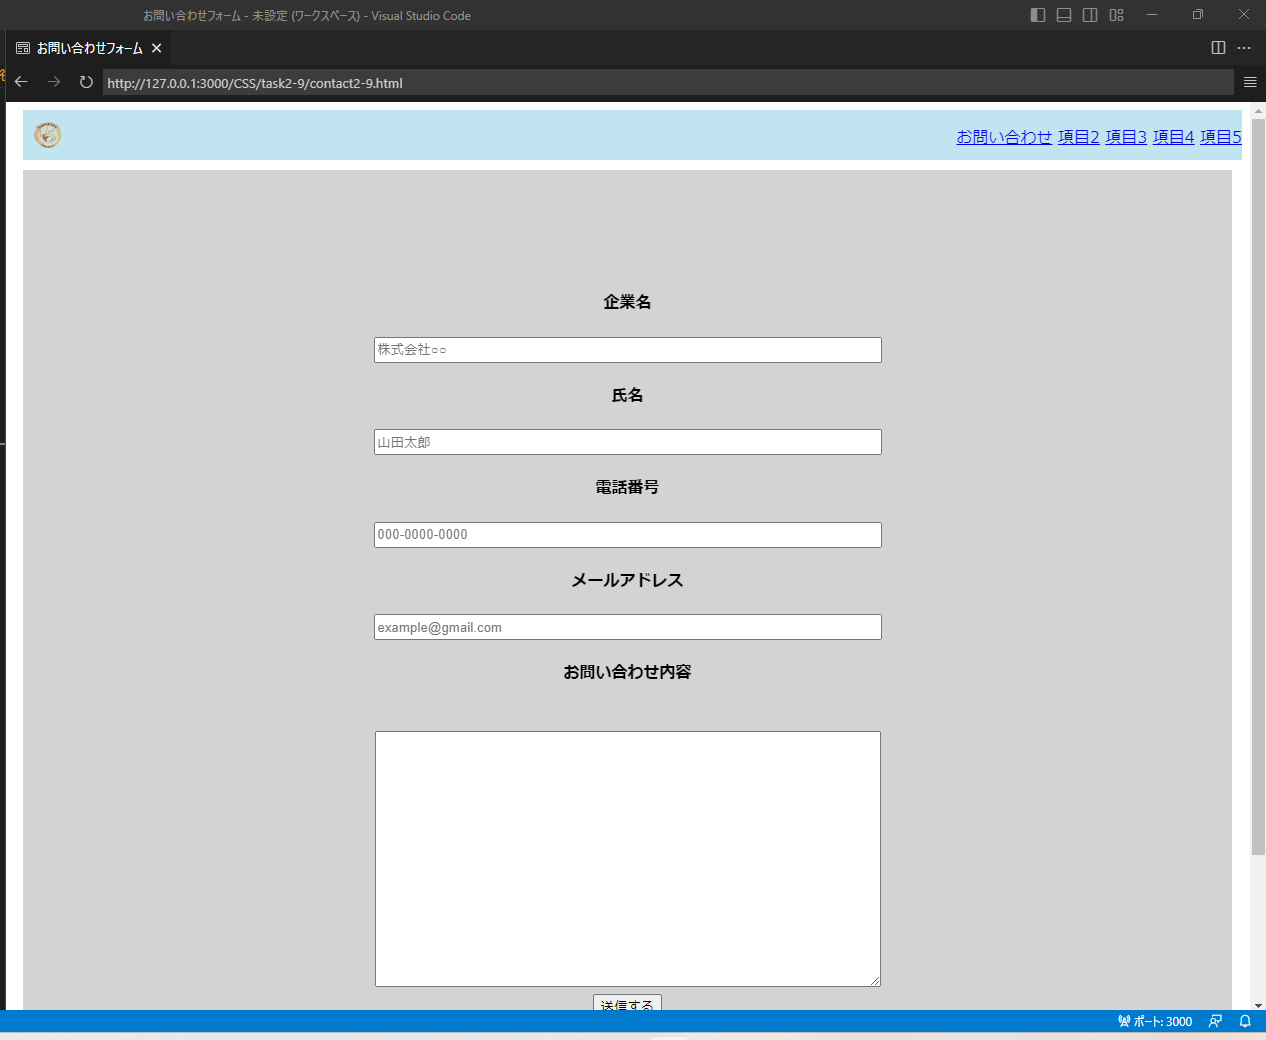 お問い合わせフォーム - 未設定 (ワークスペース) - Visual Studio Code
お問い合わせフォーム
http://127.0.0.1:3000/CSS/task2-9/contact2-9.html
お問い合わせ 項目2 項目3 項目4 項目5
企業名
株式会社○○
氏名
山田太郎
電話番号
000-0000-0000
メールアドレス
example@gmail.com
お問い合わせ内容
送信する
ポート: 3000